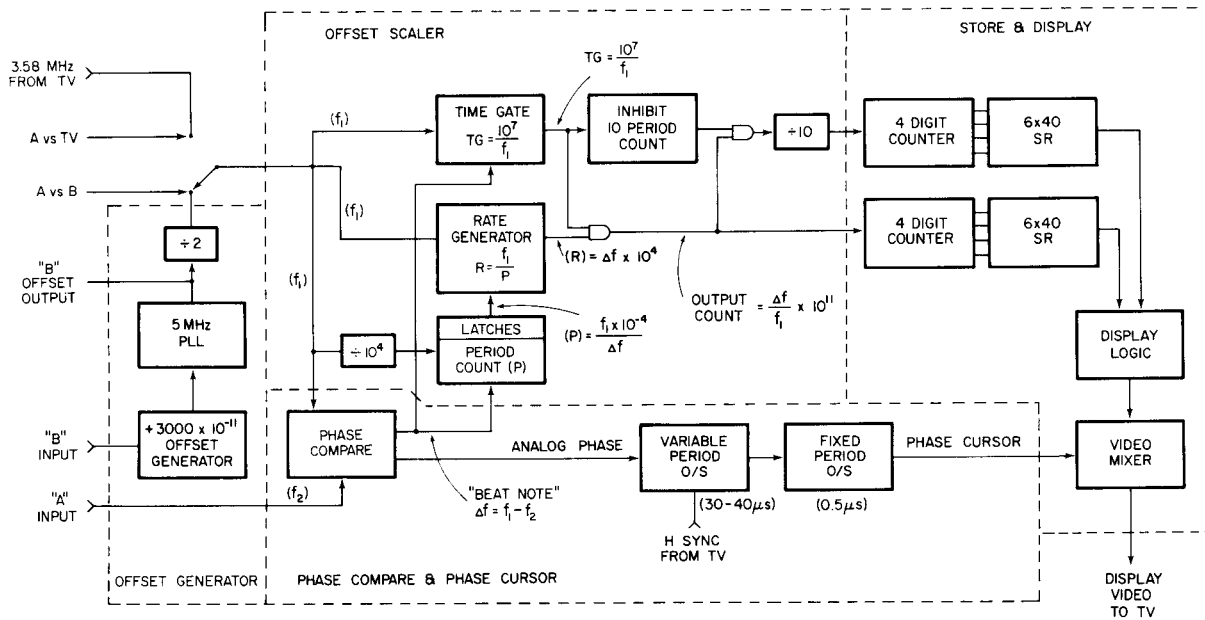 OFFSET SCALER
STORE & DISPLAY
3.58 MHz
FROM TV
A vs TV
A vs B
÷2
"B"
OFFSET
OUTPUT
5 MHz
PLL
+3000 x 10⁻¹¹
OFFSET
GENERATOR
"B"
INPUT
"A"
INPUT
OFFSET GENERATOR
(f₁)
(f₁)
(f₁)
(f₂)
TIME GATE
TG = 10⁷/f₁
TG = 10⁷/f₁
INHIBIT
10 PERIOD
COUNT
÷10
RATE
GENERATOR
R = f₁/P
(R) = Δf x 10⁴
OUTPUT
COUNT = Δf/f₁ x 10¹¹
÷10⁴
LATCHES
PERIOD
COUNT (P)
(P) = f₁ x 10⁻⁴/Δf
4 DIGIT
COUNTER
6x40
SR
4 DIGIT
COUNTER
6x40
SR
DISPLAY
LOGIC
PHASE
COMPARE
"BEAT NOTE"
Δf = f₁ - f₂
ANALOG PHASE
VARIABLE
PERIOD
O/S
(30-40μs)
H SYNC
FROM TV
FIXED
PERIOD
O/S
(0.5μs)
PHASE CURSOR
VIDEO
MIXER
PHASE COMPARE & PHASE CURSOR
DISPLAY
VIDEO
TO TV